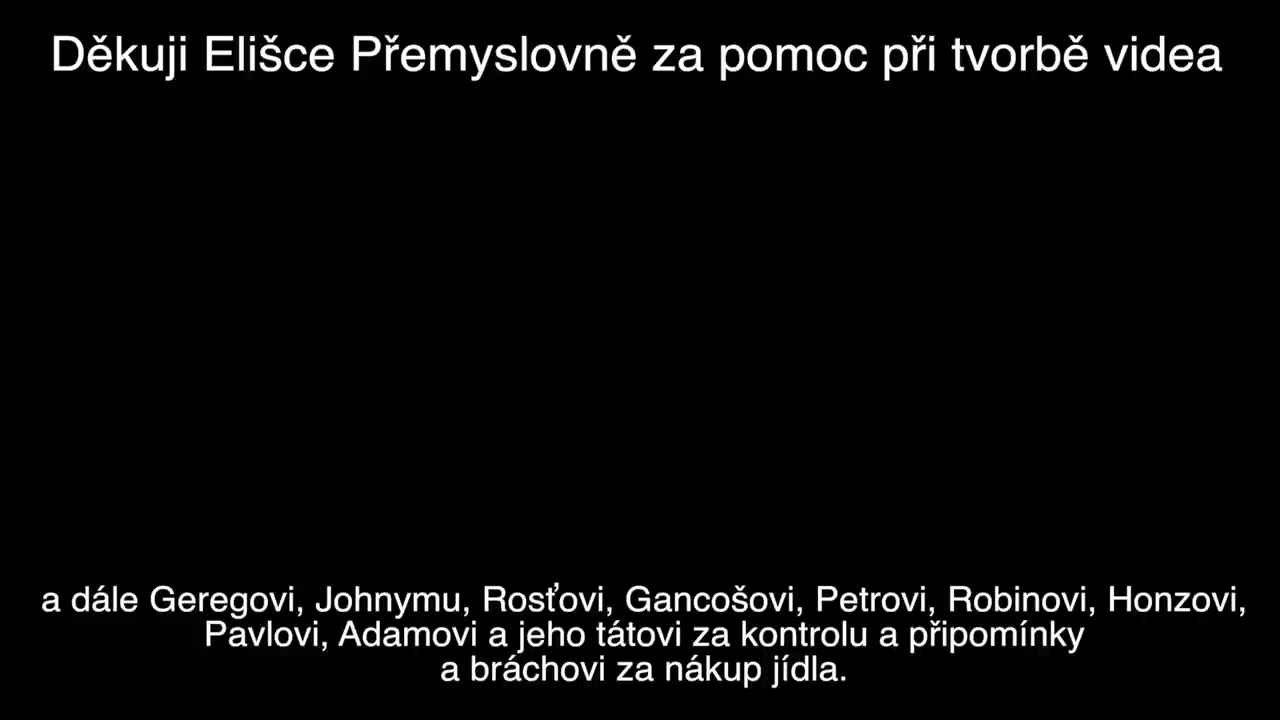 Děkuji Elišce Přemyslovně za pomoc při tvorbě videa
a dále Geregovi, Johnymu, Rosťovi, Gancošovi, Petrovi, Robinovi, Honzovi,
Pavlovi, Adamovi a jeho tátovi za kontrolu a připomínky
a bráchovi za nákup jídla.